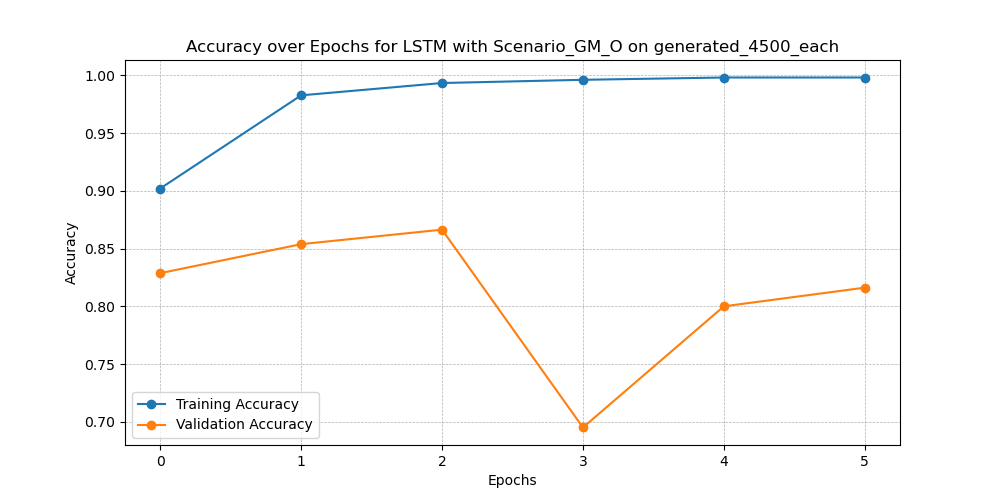 Accuracy over Epochs for LSTM with Scenario_GM_O on generated_4500_each
1.00
0.95
0.90
0.85
0.80
0.75
0.70
Accuracy
Training Accuracy
Validation Accuracy
0 1 2 3 4 5
Epochs